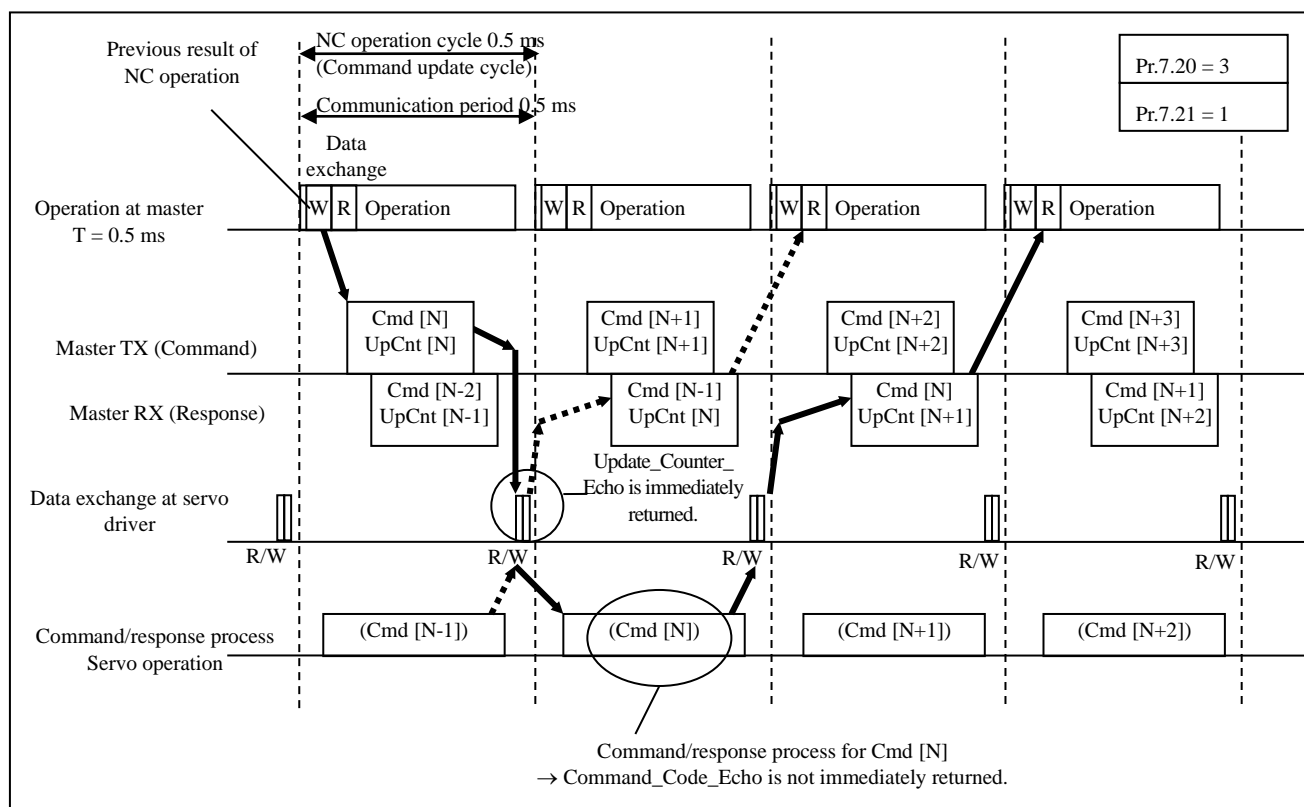 NC operation cycle 0.5 ms
(Command update cycle)
Previous result of
NC operation
Pr.7.20 = 3
Pr.7.21 = 1
Communication period 0.5 ms
Data
exchange
Operation at master
T = 0.5 ms
W R Operation
W R Operation
W R Operation
W R Operation
Master TX (Command)
Cmd [N]
UpCnt [N]
Cmd [N+1]
UpCnt [N+1]
Cmd [N+2]
UpCnt [N+2]
Cmd [N+3]
UpCnt [N+3]
Master RX (Response)
Cmd [N-2]
UpCnt [N-1]
Cmd [N-1]
UpCnt [N]
Cmd [N]
UpCnt [N+1]
Cmd [N+1]
UpCnt [N+2]
Update_Counter_
Echo is immediately
returned.
Data exchange at servo
driver
R/W
R/W
R/W
R/W
R/W
Command/response process
Servo operation
(Cmd [N-1])
(Cmd [N])
(Cmd [N+1])
(Cmd [N+2])
Command/response process for Cmd [N]
→ Command_Code_Echo is not immediately returned.